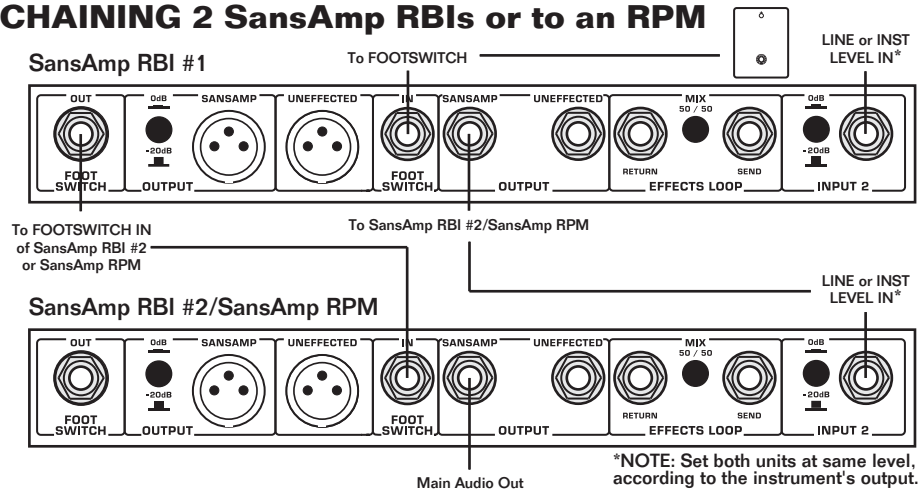 CHAINING 2 SansAmp RBIs or to an RPM
SansAmp RBI #1
To FOOTSWITCH
LINE or INST
LEVEL IN*
OUT
FOOT
SWITCH
0dB
-20dB
SANSAMP
OUTPUT
UNEFFECTED
IN
FOOT
SWITCH
SANSAMP
UNEFFECTED
OUTPUT
MIX
50 / 50
RETURN
SEND
EFFECTS LOOP
0dB
-20dB
INPUT 2
To FOOTSWITCH IN
of SansAmp RBI #2
or SansAmp RPM
To SansAmp RBI #2/SansAmp RPM
LINE or INST
LEVEL IN*
SansAmp RBI #2/SansAmp RPM
OUT
FOOT
SWITCH
0dB
-20dB
SANSAMP
OUTPUT
UNEFFECTED
IN
FOOT
SWITCH
SANSAMP
UNEFFECTED
OUTPUT
MIX
50 / 50
RETURN
SEND
EFFECTS LOOP
0dB
-20dB
INPUT 2
Main Audio Out
*NOTE: Set both units at same level,
according to the instrument's output.